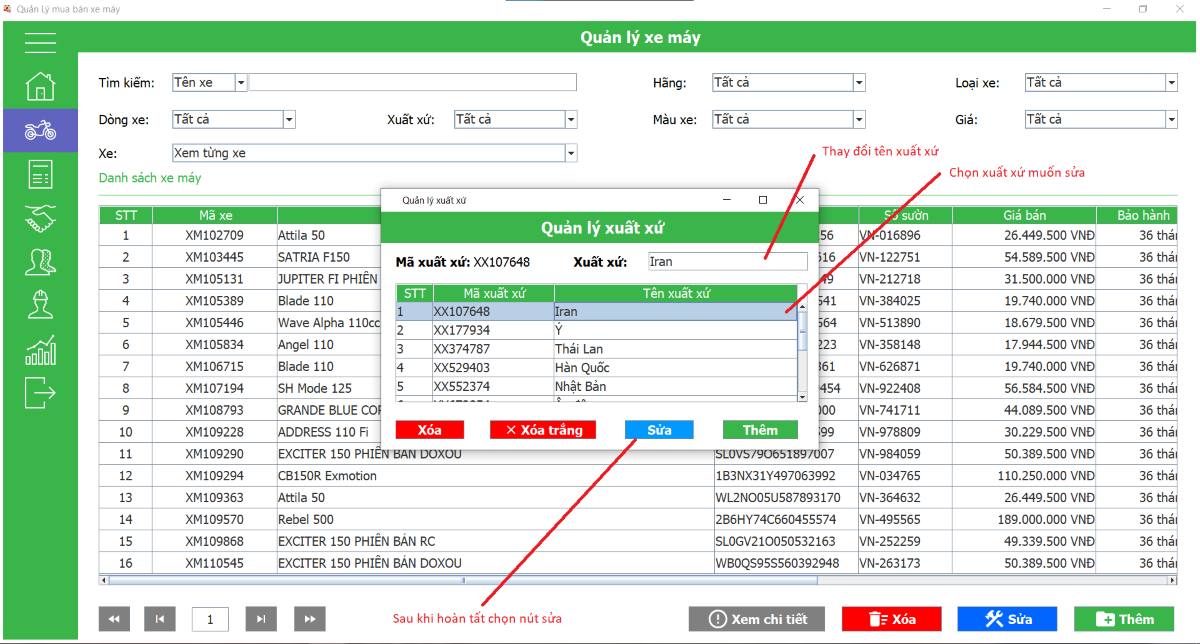 Quản lý mua bán xe máy
Quản lý xe máy
Tìm kiếm: Tên xe Hãng: Tất cả Loại xe: Tất cả
Dòng xe: Tất cả Xuất xứ: Tất cả Màu xe: Tất cả Giá: Tất cả
Xe: Xem từng xe
Thay đổi tên xuất xứ
Chọn xuất xứ muốn sửa
Danh sách xe máy
Quản lý xuất xứ
Quản lý xuất xứ
Mã xuất xứ: XX107648 Xuất xứ: Iran
STT Mã xuất xứ Tên xuất xứ
1 XX107648 Iran
2 XX177934 Ý
3 XX374787 Thái Lan
4 XX529403 Hàn Quốc
5 XX552374 Nhật Bản
Xóa Xóa trắng Sửa Thêm
STT Mã xe Số sườn Giá bán Bảo hành
1 XM102709 Attila 50 56 VN-016896 26.449.500 VNĐ 36 thán
2 XM103445 SATRIA F150 516 VN-122751 54.589.500 VNĐ 36 thán
3 XM105131 JUPITER FI PHIÊN 49 VN-212718 31.500.000 VNĐ 36 thán
4 XM105389 Blade 110 541 VN-384025 19.740.000 VNĐ 36 thán
5 XM105446 Wave Alpha 110cc 564 VN-513890 18.679.500 VNĐ 36 thán
6 XM105834 Angel 110 223 VN-358148 17.944.500 VNĐ 36 thán
7 XM106715 Blade 110 361 VN-626871 19.740.000 VNĐ 36 thán
8 XM107194 SH Mode 125 454 VN-922408 56.584.500 VNĐ 36 thán
9 XM108793 GRANDE BLUE COR 000 VN-741711 44.089.500 VNĐ 36 thán
10 XM109228 ADDRESS 110 Fi 599 VN-978809 30.229.500 VNĐ 36 thán
11 XM109290 EXCITER 150 PHIÊN BẢN DOXOU SL0VS79O651897007 VN-984059 50.389.500 VNĐ 36 thán
12 XM109294 CB150R Exmotion 1B3NX31Y497063992 VN-034765 110.250.000 VNĐ 36 thán
13 XM109363 Attila 50 WL2NO05U587893170 VN-364632 26.449.500 VNĐ 36 thán
14 XM109570 Rebel 500 2B6HY74C660455574 VN-495565 189.000.000 VNĐ 36 thán
15 XM109868 EXCITER 150 PHIÊN BẢN RC SL0GV21O050532163 VN-252259 49.339.500 VNĐ 36 thán
16 XM110545 EXCITER 150 PHIÊN BẢN DOXOU WB0QS95S560392948 VN-263173 50.389.500 VNĐ 36 thán
1 Sau khi hoàn tất chọn nút sửa Xem chi tiết Xóa Sửa Thêm